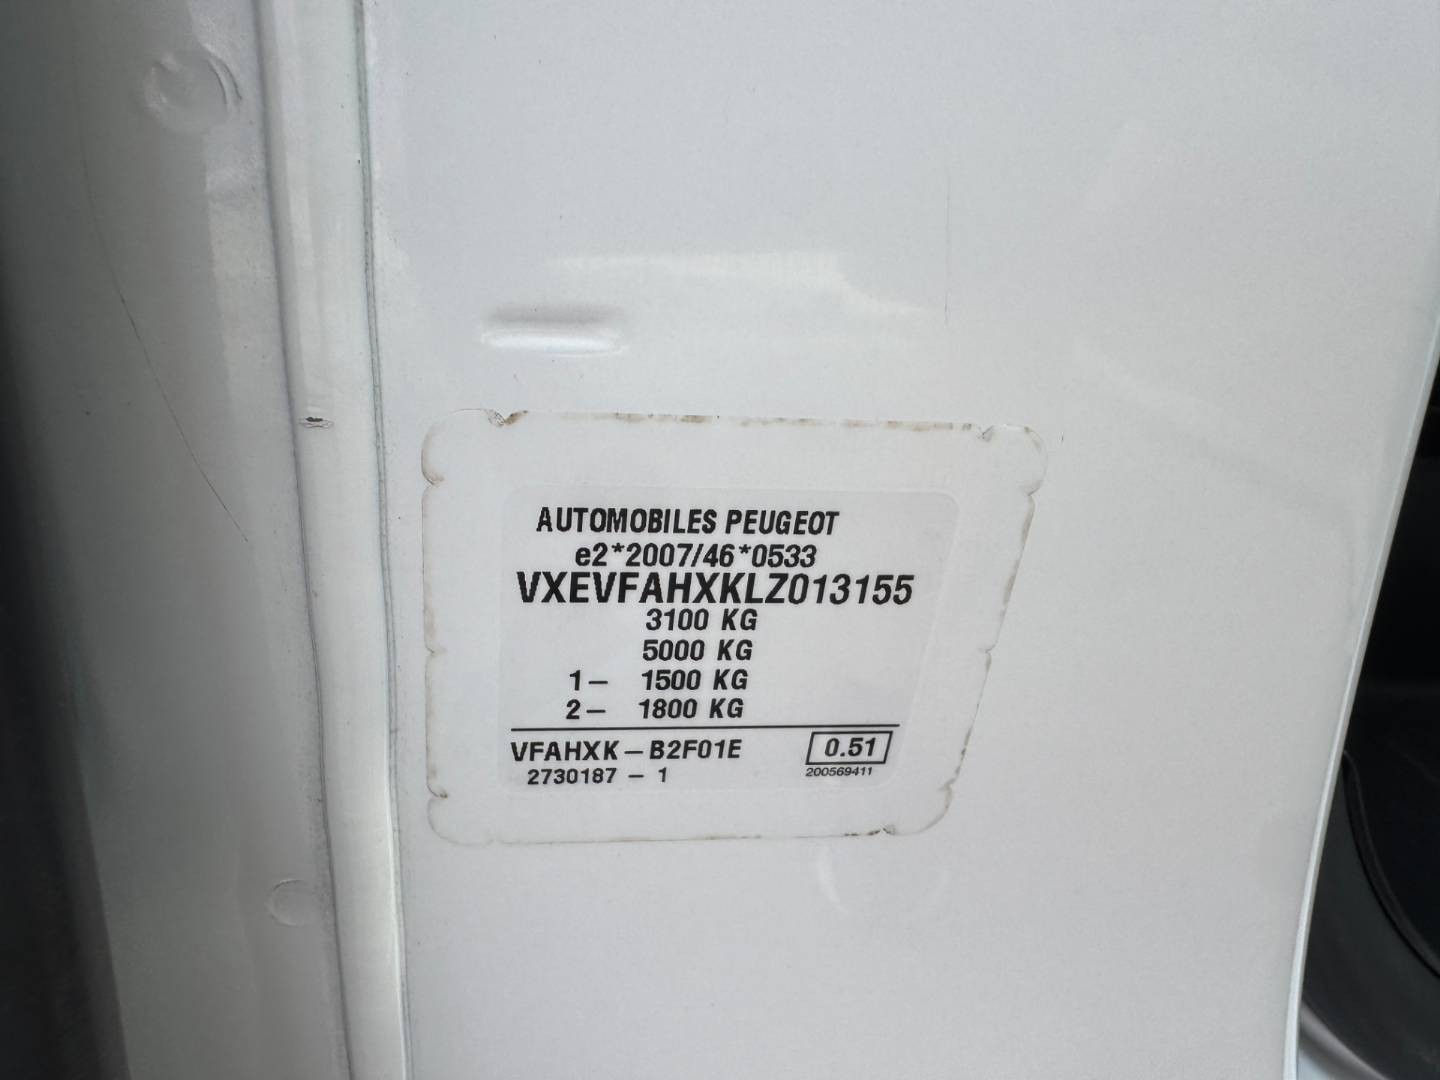 AUTOMOBILES PEUGEOT
e2*2007/46*0533
VXEVFAHXKLZ013155
3100 KG
5000 KG
1– 1500 KG
2– 1800 KG
VFAHXK–B2F01E 0.51
2730187 – 1 200569411